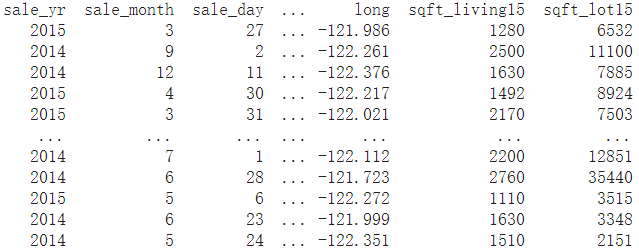 sale_yr sale_month sale_day ... long sqft_living15 sqft_lot15
2015 3 27 ... -121.986 1280 6532
2014 9 2 ... -122.261 2500 11100
2014 12 11 ... -122.376 1630 7885
2015 4 30 ... -122.217 1492 8924
2015 3 31 ... -122.021 2170 7503
... ... ... ... ... ... ...
2014 7 1 ... -122.112 2200 12851
2014 6 28 ... -121.723 2760 35440
2015 5 6 ... -122.272 1110 3515
2014 6 23 ... -121.999 1630 3348
2014 5 24 ... -122.351 1510 2151